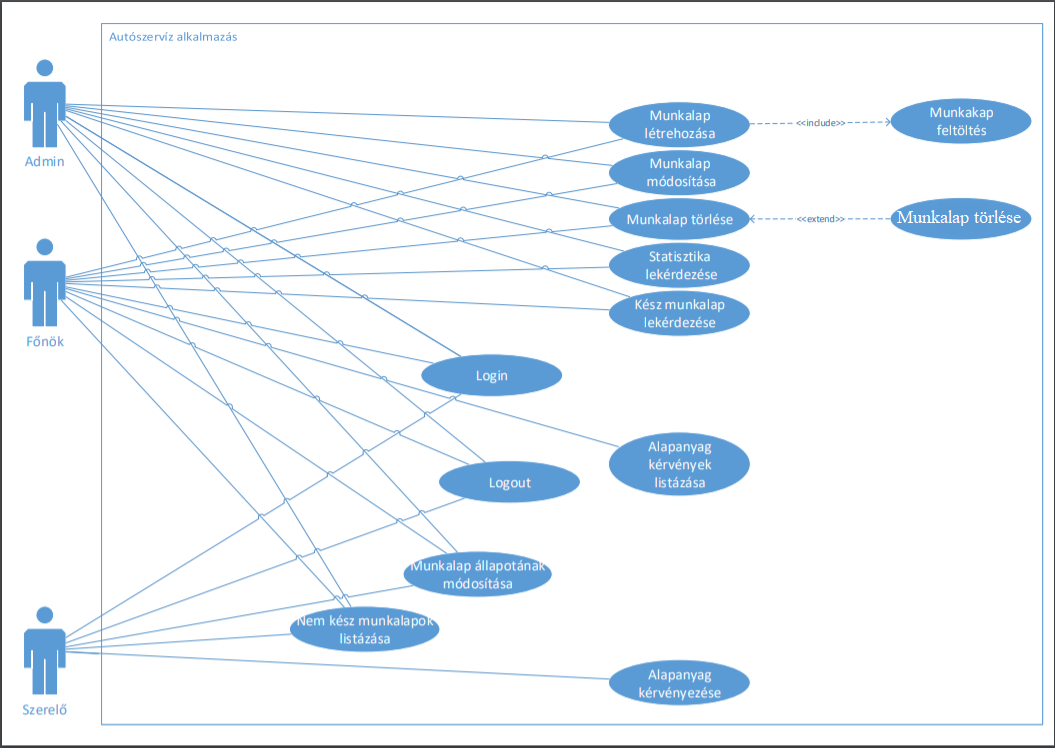 Autószervíz alkalmazás
Admin
Munkalap
létrehozása
<<include>>
Munkakap
feltöltés
Munkalap
módosítása
Munkalap törlése
<<extend>>
Munkalap törlése
Főnök
Statisztika
lekérdezése
Kész munkalap
lekérdezése
Login
Alapanyag
kérvények
listázása
Logout
Munkalap állapotának
módosítása
Nem kész munkalapok
listázása
Szerelő
Alapanyag
kérvényezése